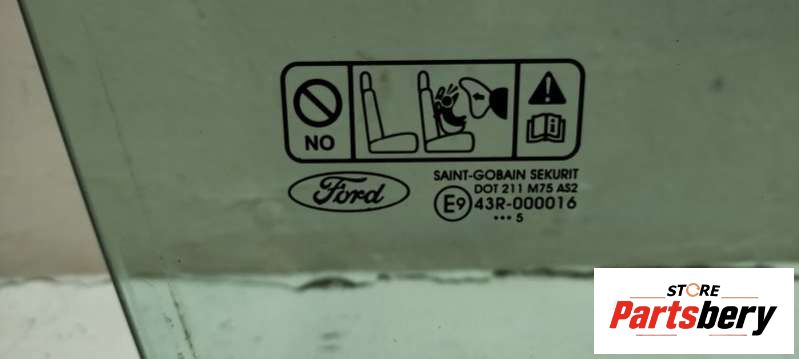 NO
Ford
SAINT-GOBAIN SEKURIT
DOT 211 M75 AS2
E9 43R-000016
••• 5
STORE
Partsbery